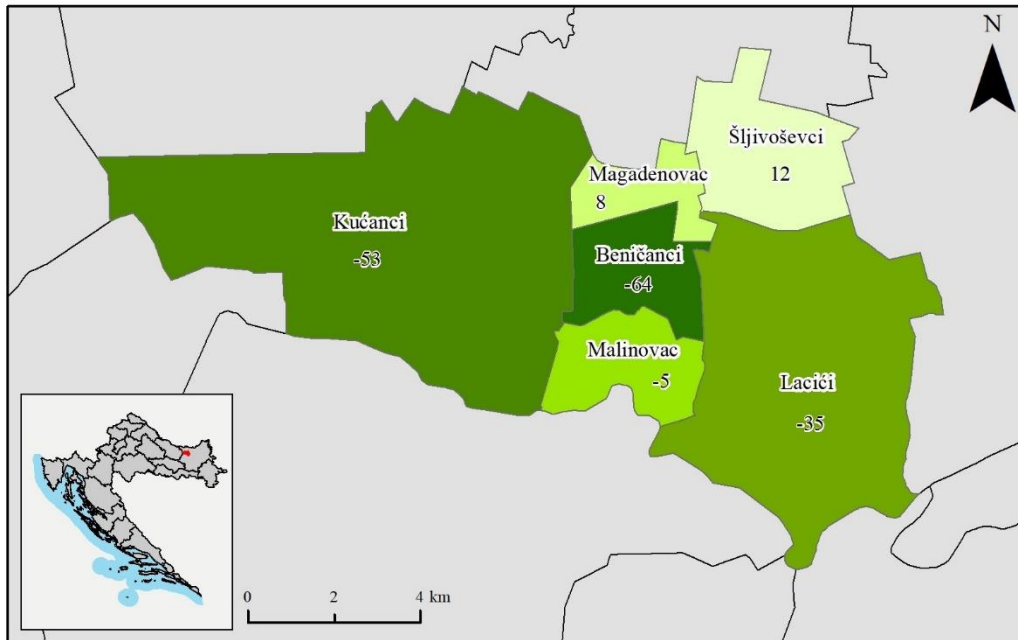 N
Šljivoševci
12
Magadenovac
8
Kućanci
-53
Beničanci
-64
Malinovac
-5
Lacići
-35
0 2 4 km